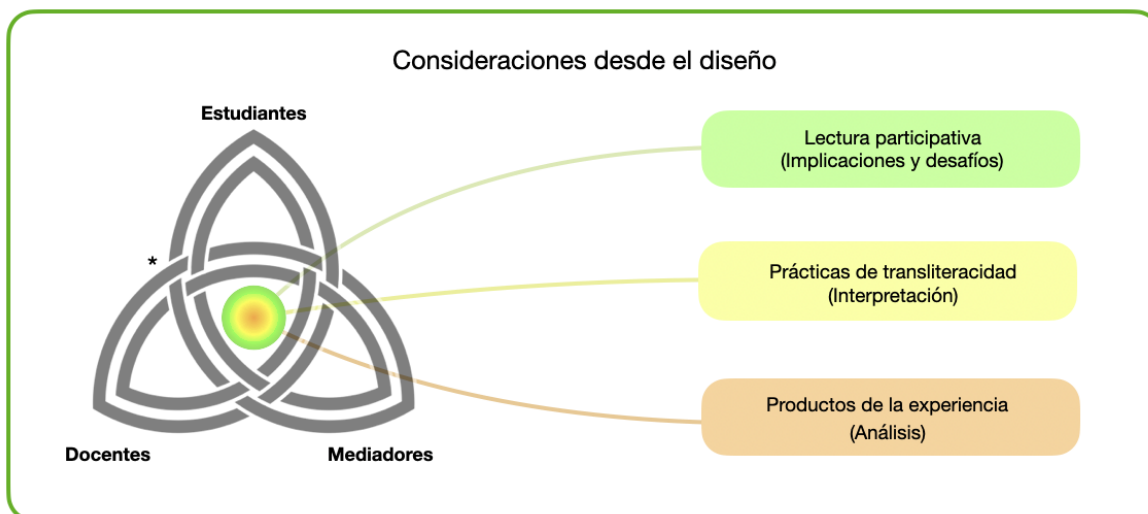 Consideraciones desde el diseño
Estudiantes
*
Docentes
Mediadores
Lectura participativa
(Implicaciones y desafíos)
Prácticas de transliteracidad
(Interpretación)
Productos de la experiencia
(Análisis)